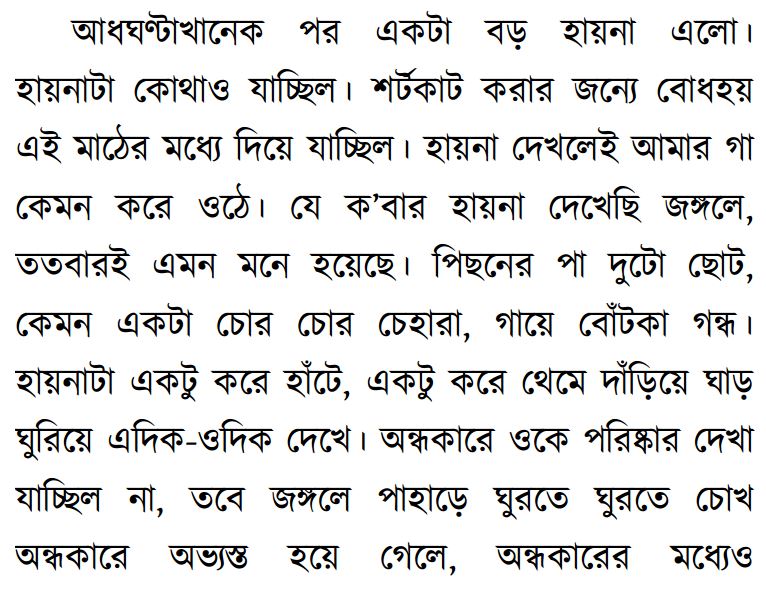 আধঘণ্টাখানেক পর একটা বড় হায়না এলো।
হায়নাটা কোথাও যাচ্ছিল। শর্টকাট করার জন্যে বোধহয়
এই মাঠের মধ্যে দিয়ে যাচ্ছিল। হায়না দেখলেই আমার গা
কেমন করে ওঠে। যে ক’বার হায়না দেখেছি জঙ্গলে,
ততবারই এমন মনে হয়েছে। পিছনের পা দুটো ছোট,
কেমন একটা চোর চোর চেহারা, গায়ে বোঁটকা গন্ধ।
হায়নাটা একটু করে হাঁটে, একটু করে থেমে দাঁড়িয়ে ঘাড়
ঘুরিয়ে এদিক-ওদিক দেখে। অন্ধকারে ওকে পরিষ্কার দেখা
যাচ্ছিল না, তবে জঙ্গলে পাহাড়ে ঘুরতে ঘুরতে চোখ
অন্ধকারে অভ্যস্ত হয়ে গেলে, অন্ধকারের মধ্যেও